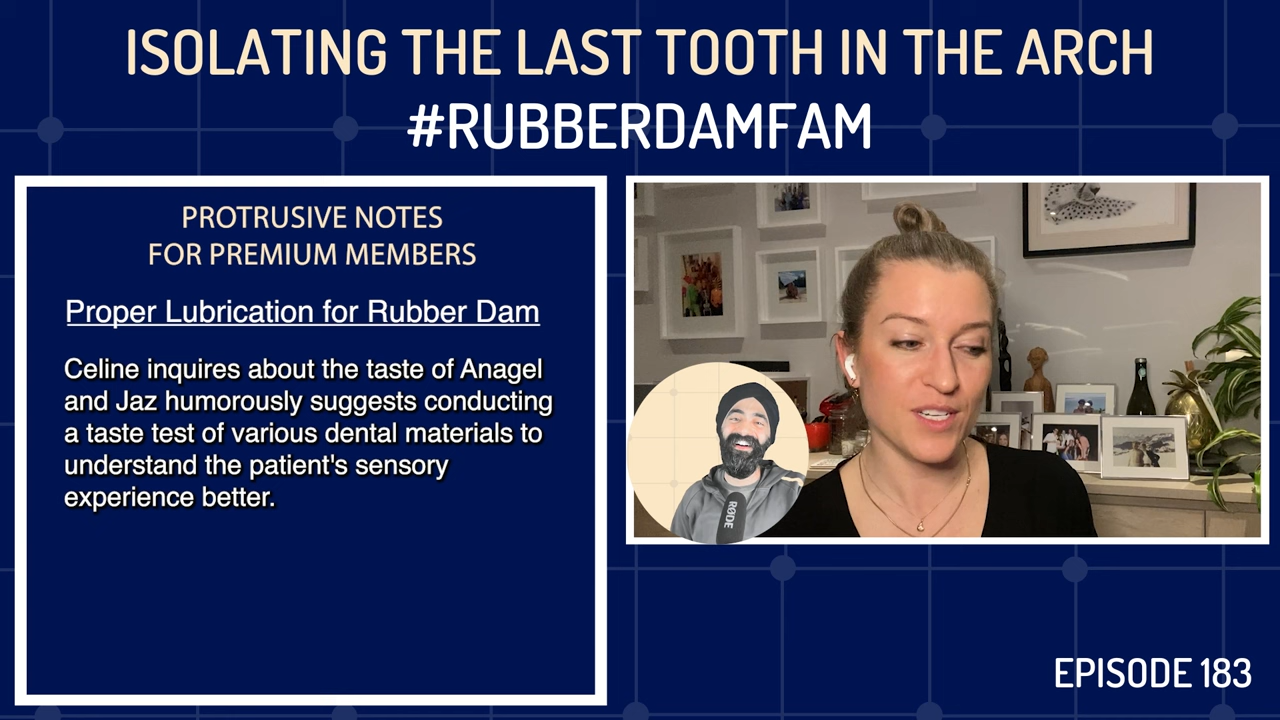 ISOLATING THE LAST TOOTH IN THE ARCH
#RUBBERDAMFAM
PROTRUSIVE NOTES
FOR PREMIUM MEMBERS
Proper Lubrication for Rubber Dam
Celine inquires about the taste of Anagel
and Jaz humorously suggests conducting
a taste test of various dental materials to
understand the patient's sensory
experience better.
RØDE
EPISODE 183